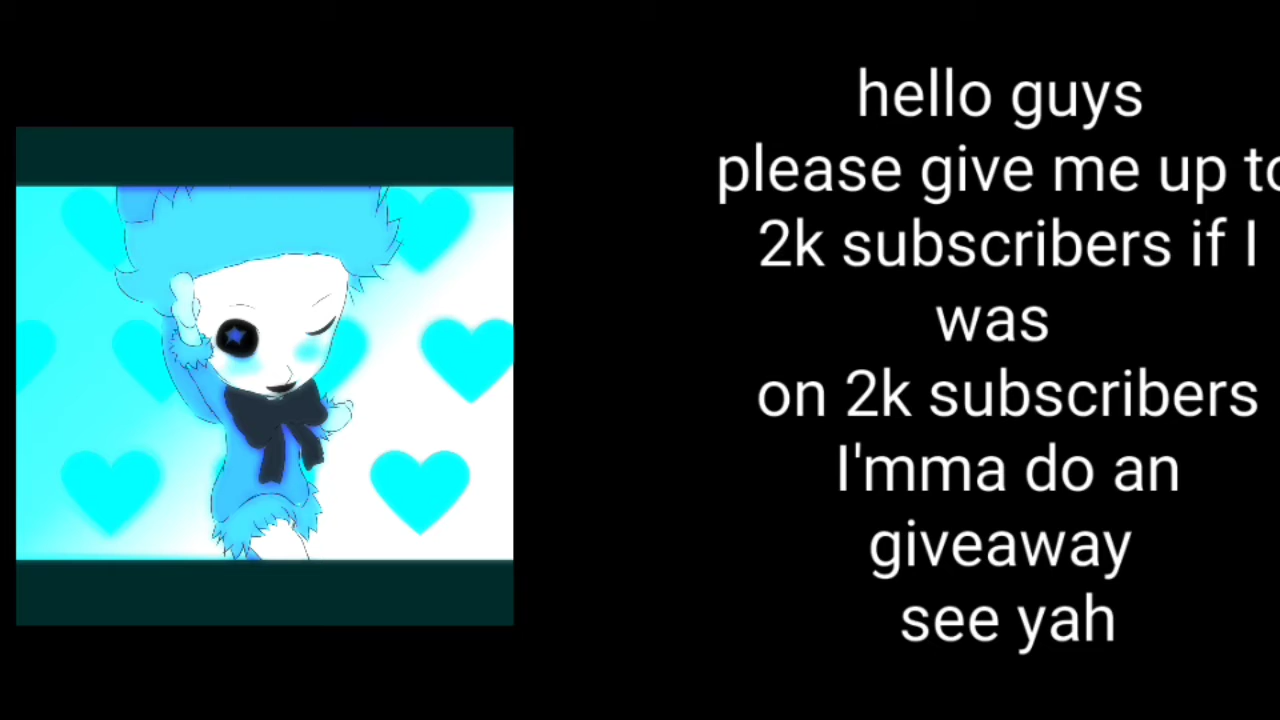 hello guys
please give me up to
2k subscribers if I
was
on 2k subscribers
I'mma do an
giveaway
see yah